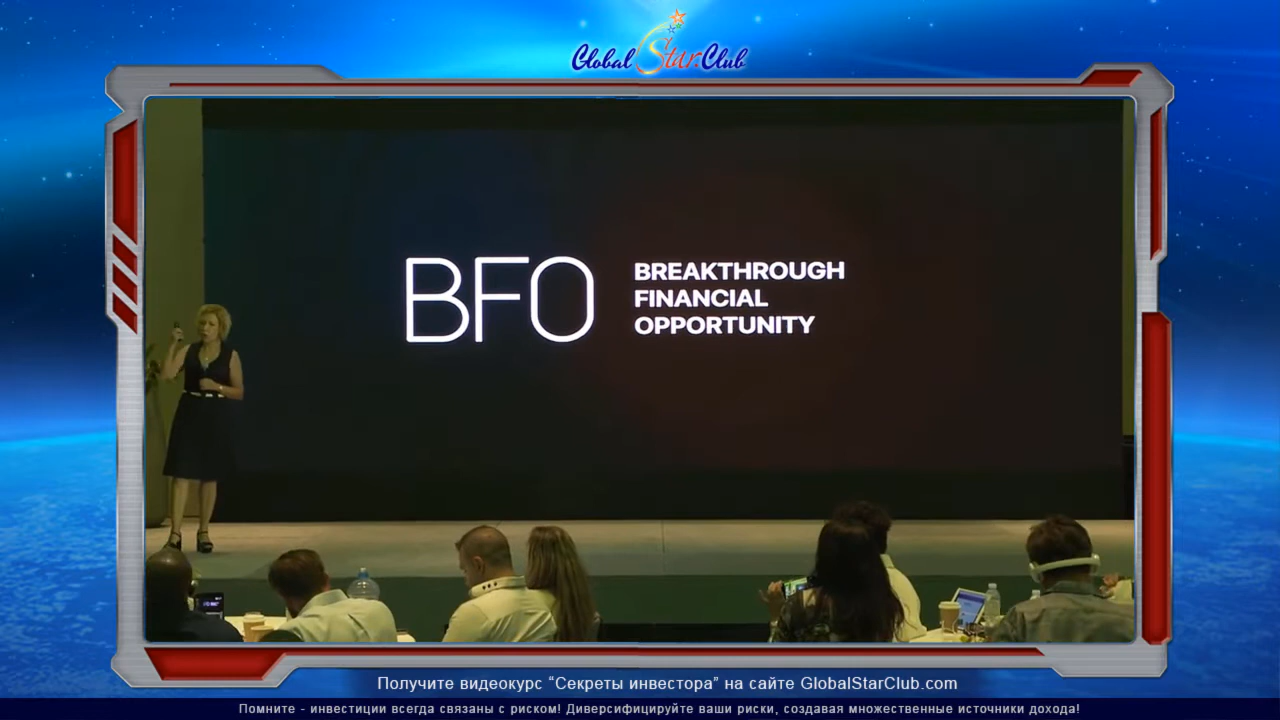 Global Star.Club
BFO
BREAKTHROUGH
FINANCIAL
OPPORTUNITY
Получите видеокурс “Секреты инвестора” на сайте GlobalStarClub.com
Помните - инвестиции всегда связаны с риском! Диверсифицируйте ваши риски, создавая множественные источники дохода!